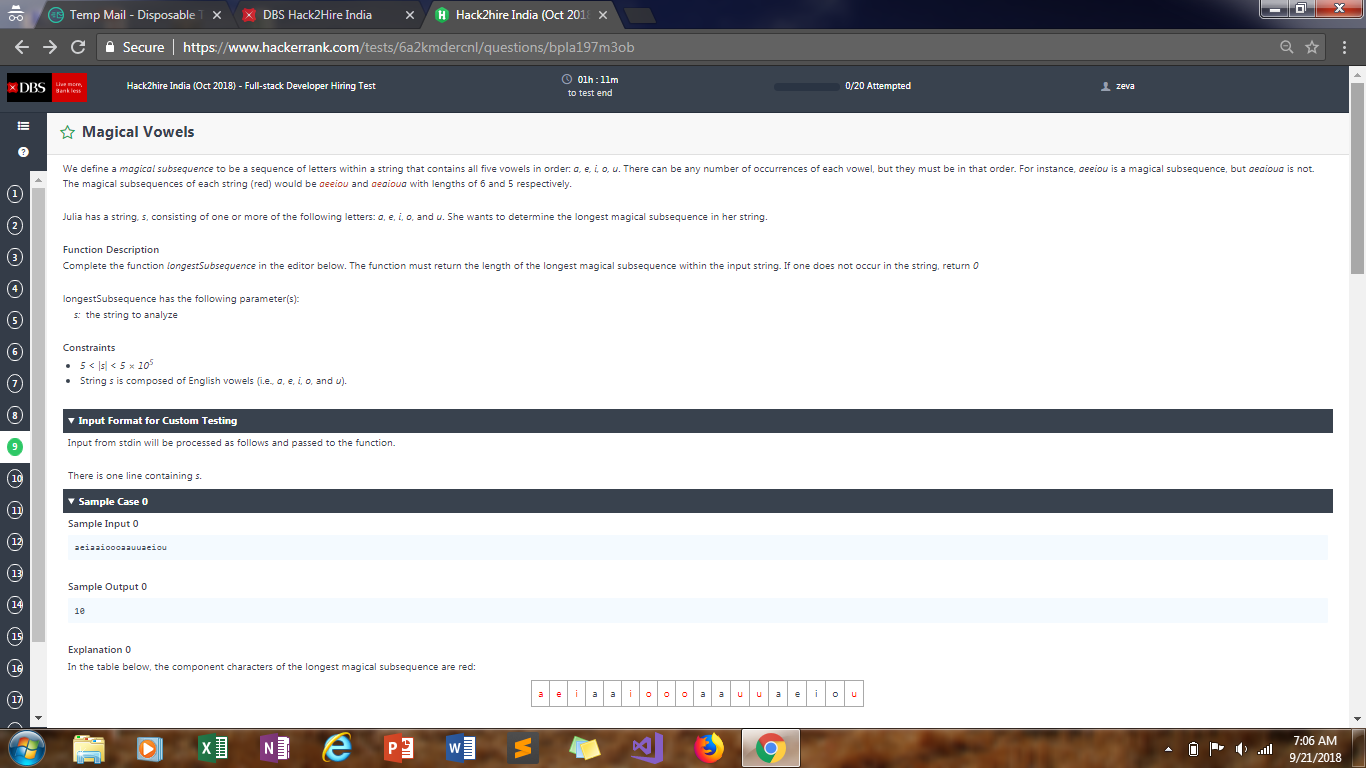 Temp Mail - Disposable T
DBS Hack2Hire India
Hack2hire India (Oct 201
Secure
https://www.hackerrank.com/tests/6a2kmdercnl/questions/bpla197m3ob
DBS
Live more,
Bank less
Hack2hire India (Oct 2018) - Full-stack Developer Hiring Test
01h : 11m
to test end
0/20 Attempted
zeva
Magical Vowels
We define a magical subsequence to be a sequence of letters within a string that contains all five vowels in order: a, e, i, o, u. There can be any number of occurrences of each vowel, but they must be in that order. For instance, aeeiou is a magical subsequence, but aeaioua is not.
The magical subsequences of each string (red) would be aeeiou and aeaioua with lengths of 6 and 5 respectively.
Julia has a string, s, consisting of one or more of the following letters: a, e, i, o, and u. She wants to determine the longest magical subsequence in her string.
Function Description
Complete the function longestSubsequence in the editor below. The function must return the length of the longest magical subsequence within the input string. If one does not occur in the string, return 0
longestSubsequence has the following parameter(s):
s: the string to analyze
Constraints
• 5 < |s| < 5 × 10⁵
• String s is composed of English vowels (i.e., a, e, i, o, and u).
Input Format for Custom Testing
Input from stdin will be processed as follows and passed to the function.
There is one line containing s.
Sample Case 0
Sample Input 0
aeiaaioooaauuaeiou
Sample Output 0
10
Explanation 0
In the table below, the component characters of the longest magical subsequence are red:
a e i a a i o o o a a u u a e i o u
1
2
3
4
5
6
7
8
9
10
11
12
13
14
15
16
17
7:06 AM
9/21/2018